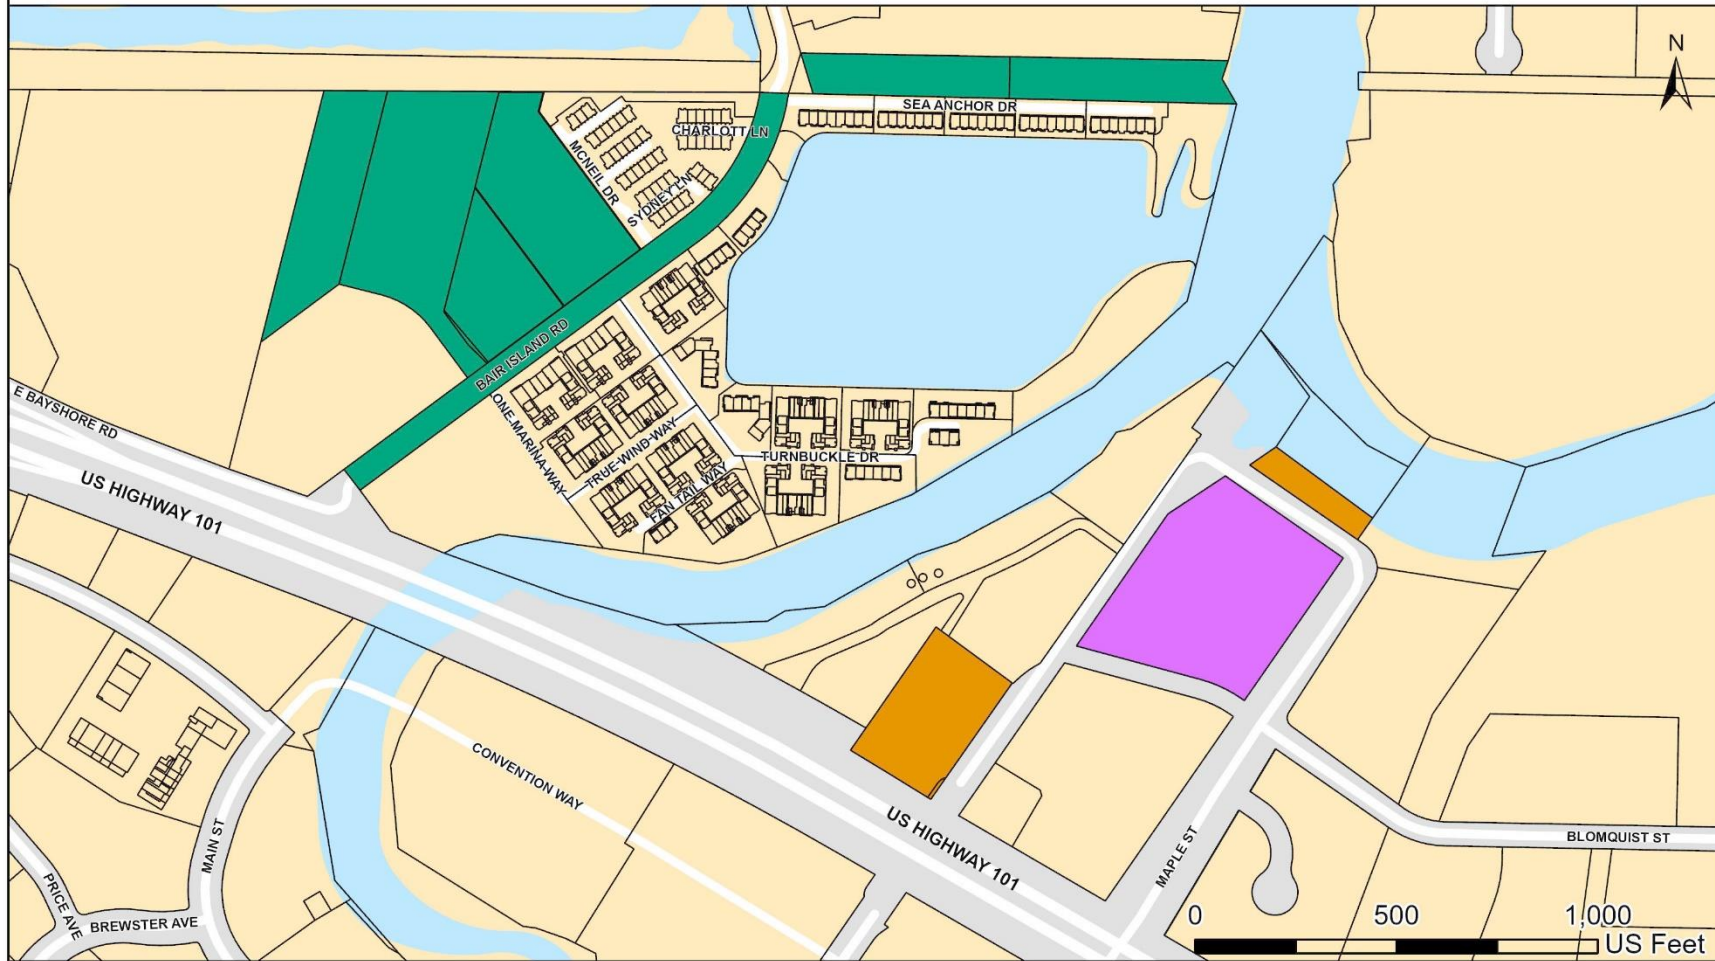 N
SEA ANCHOR DR
CHARLOTT LN
MCNEIL DR
SYDNEY LN
BAIR ISLAND RD
E BAYSHORE RD
ONE MARINA WAY
TRUE WIND WAY
TURNBUCKLE DR
FAN TAIL WAY
US HIGHWAY 101
CONVENTION WAY
US HIGHWAY 101
MAIN ST
MAPLE ST
BLOMQUIST ST
PRICE AVE
BREWSTER AVE
0 500 1,000
US Feet